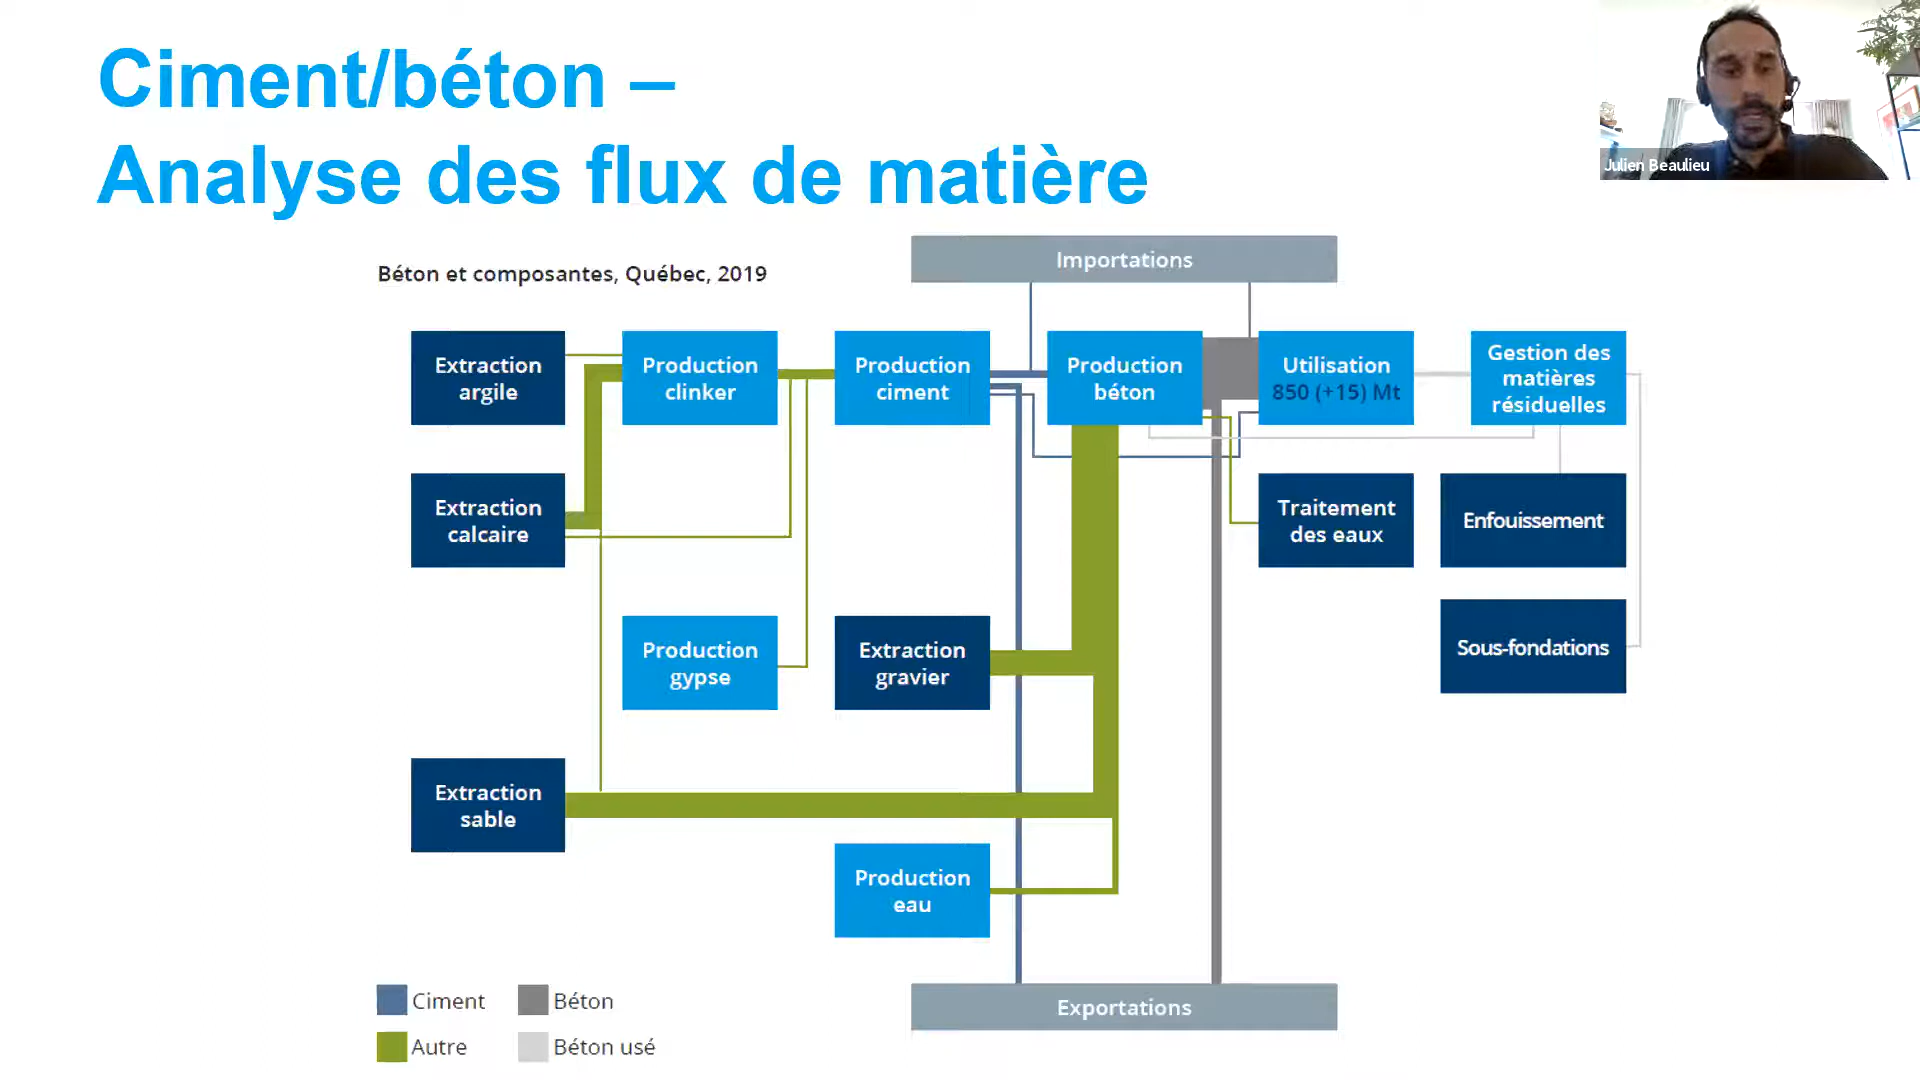 Ciment/béton –
Analyse des flux de matière
Julien Beaulieu
Béton et composantes, Québec, 2019
Importations
Extraction
argile
Production
clinker
Production
ciment
Production
béton
Utilisation
850 (+15) Mt
Gestion des
matières
résiduelles
Extraction
calcaire
Traitement
des eaux
Enfouissement
Production
gypse
Extraction
gravier
Sous-fondations
Extraction
sable
Production
eau
Exportations
Ciment
Béton
Autre
Béton usé